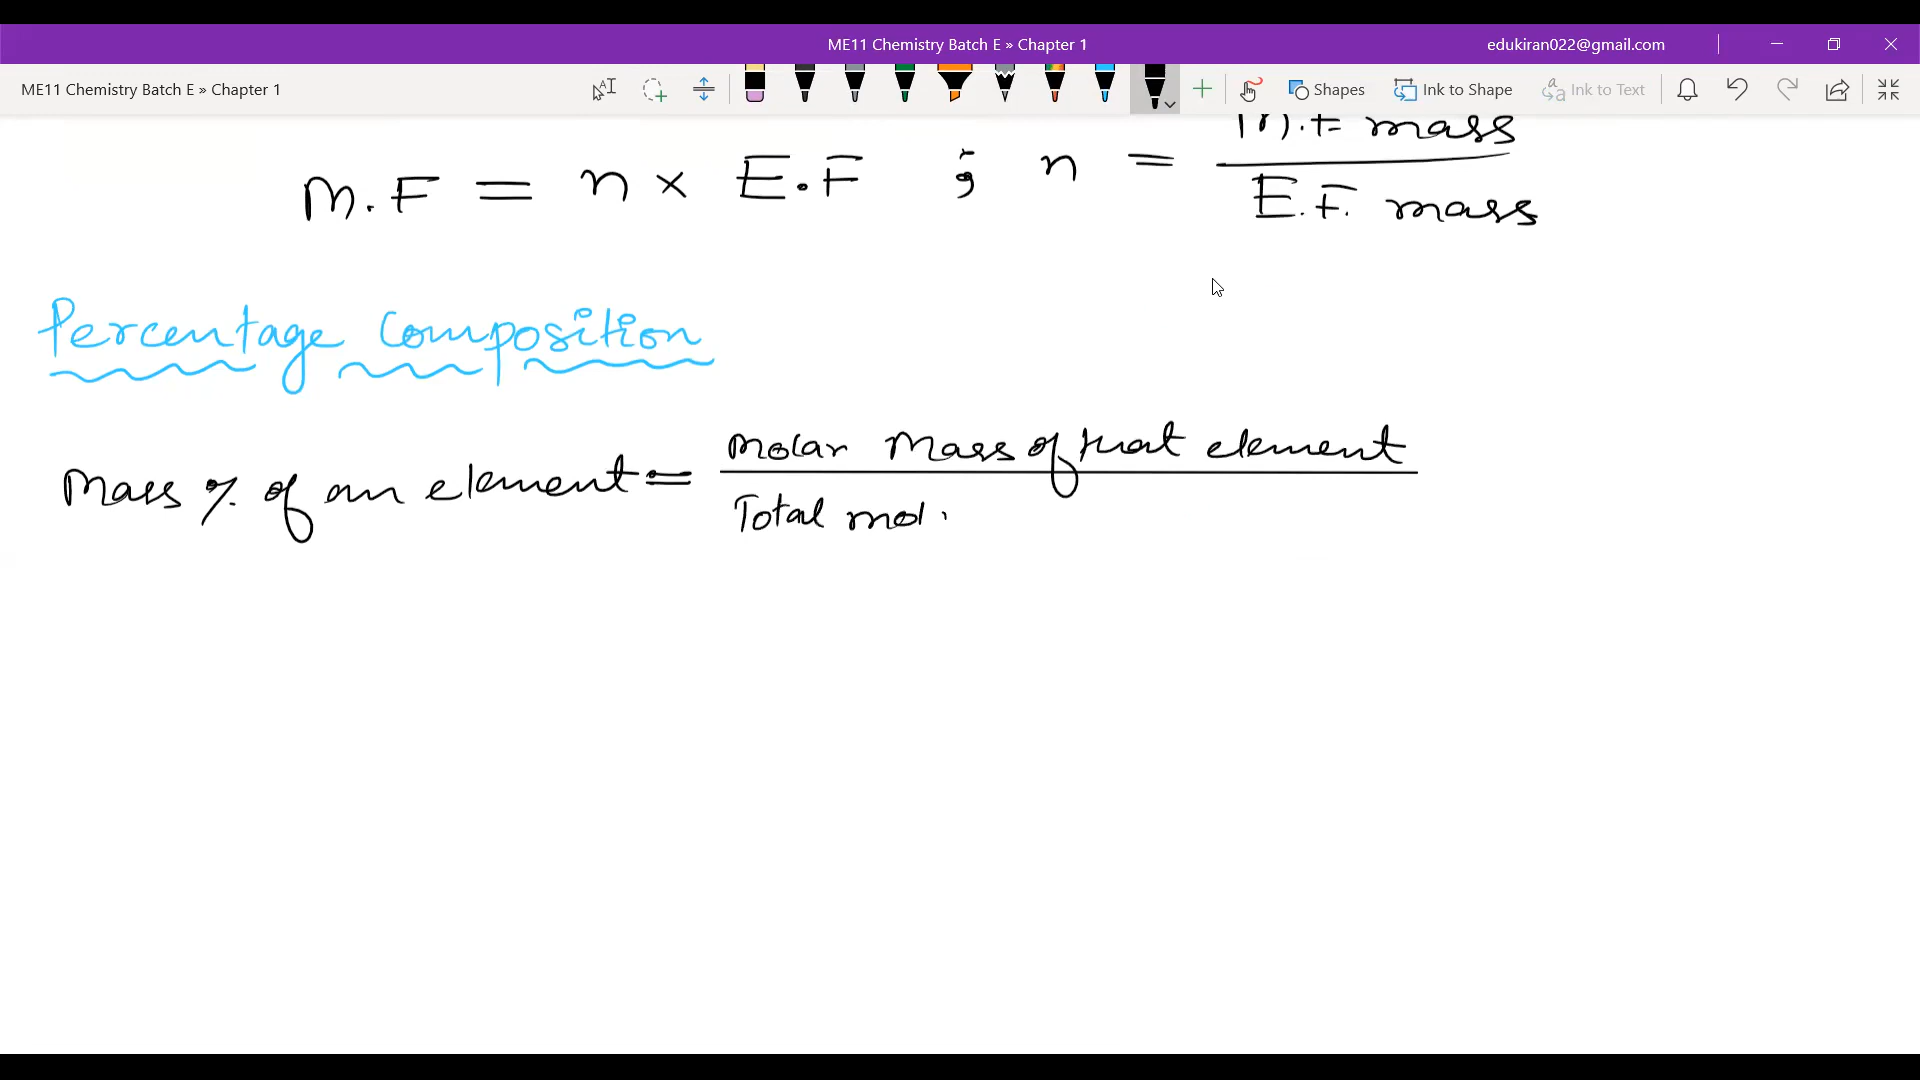 ME11 Chemistry Batch E » Chapter 1
edukiran022@gmail.com
ME11 Chemistry Batch E » Chapter 1
Shapes
Ink to Shape
Ink to Text
M.F mass
M.F = n × E.F ; n =
E.F. mass
Percentage Composition
Molar Mass of that element
Mass % of an element =
Total mol